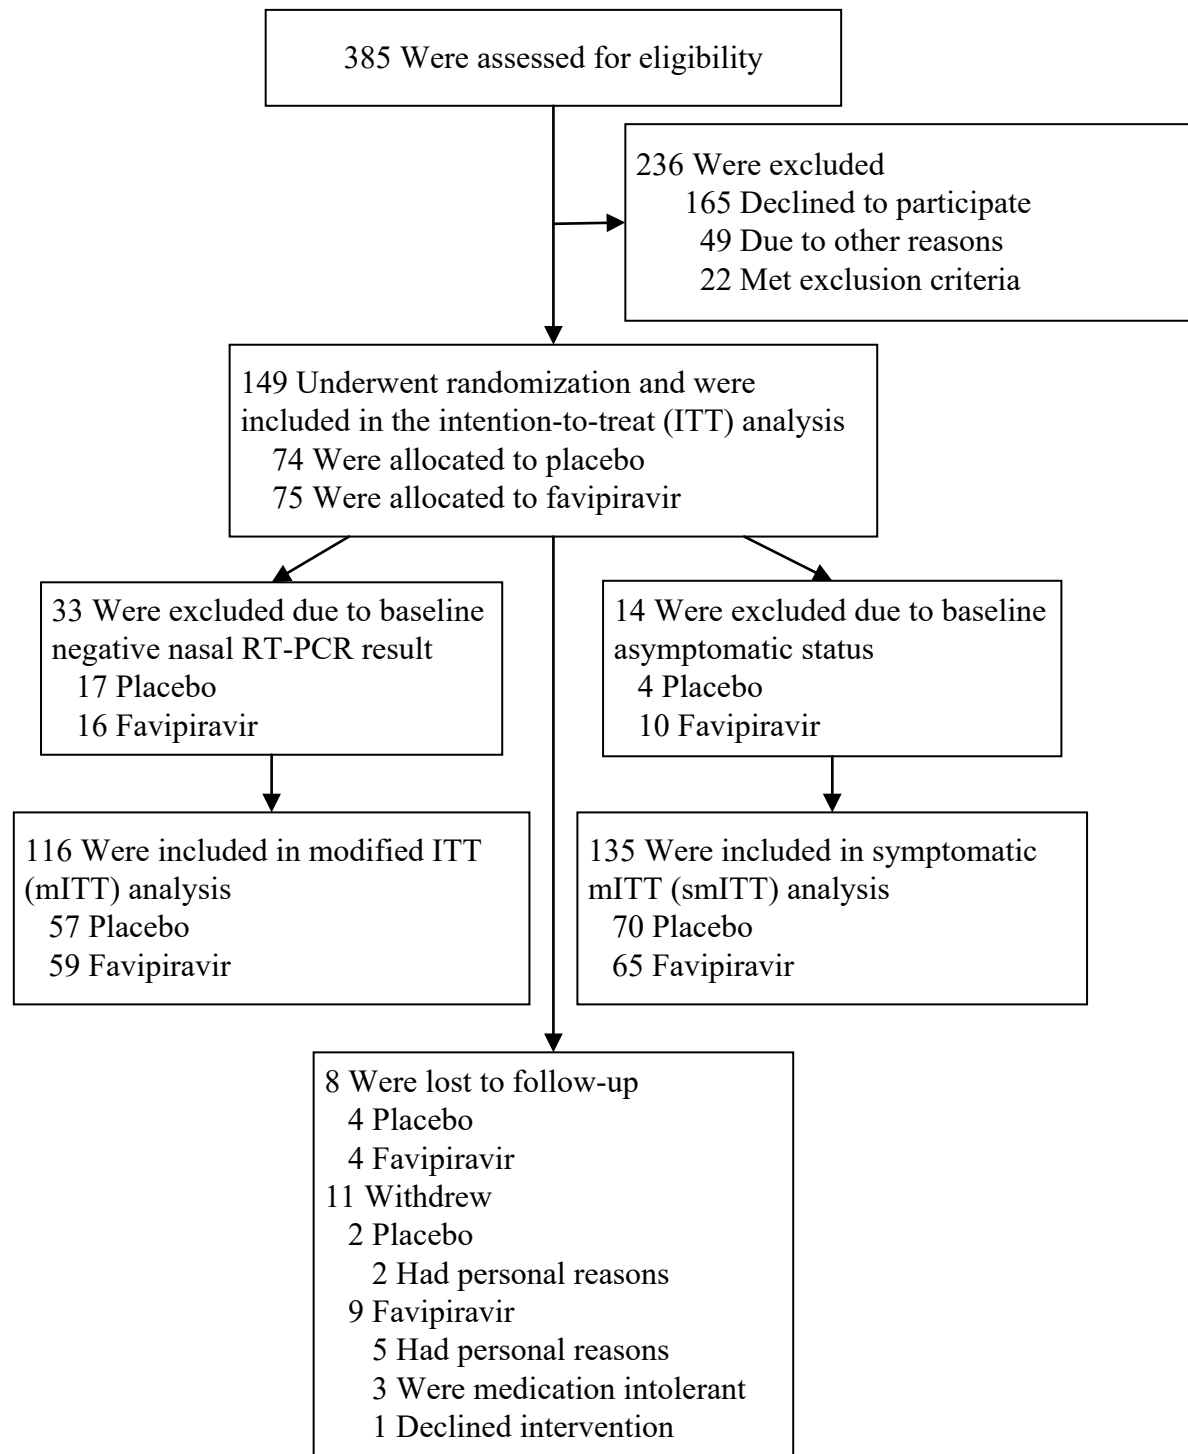 385 Were assessed for eligibility
236 Were excluded
165 Declined to participate
49 Due to other reasons
22 Met exclusion criteria
149 Underwent randomization and were
included in the intention-to-treat (ITT) analysis
74 Were allocated to placebo
75 Were allocated to favipiravir
33 Were excluded due to baseline
negative nasal RT-PCR result
17 Placebo
16 Favipiravir
14 Were excluded due to baseline
asymptomatic status
4 Placebo
10 Favipiravir
116 Were included in modified ITT
(mITT) analysis
57 Placebo
59 Favipiravir
135 Were included in symptomatic
mITT (smITT) analysis
70 Placebo
65 Favipiravir
8 Were lost to follow-up
4 Placebo
4 Favipiravir
11 Withdrew
2 Placebo
2 Had personal reasons
9 Favipiravir
5 Had personal reasons
3 Were medication intolerant
1 Declined intervention